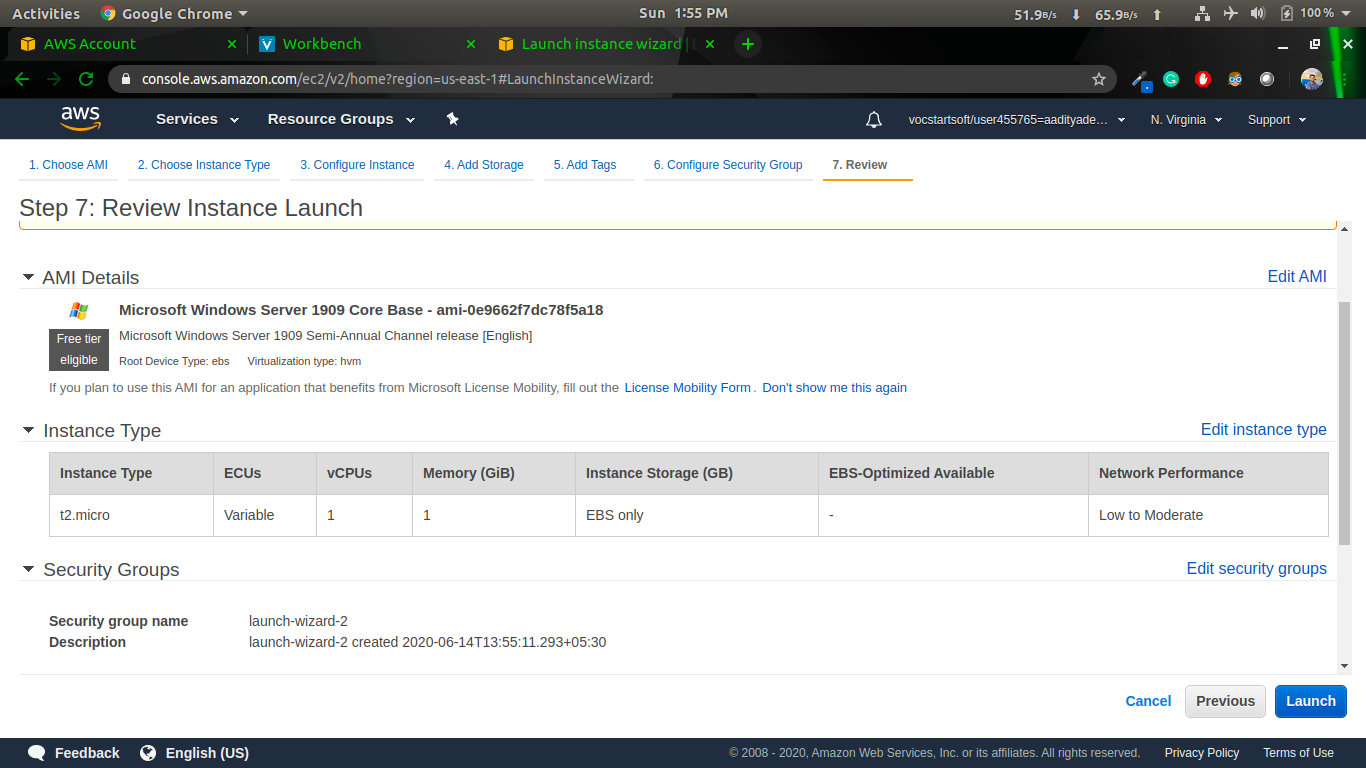 Activities Google Chrome Sun 1:55 PM 51.9B/s 65.9B/s 100 %
AWS Account Workbench Launch instance wizard |
console.aws.amazon.com/ec2/v2/home?region=us-east-1#LaunchInstanceWizard:
aws Services Resource Groups vocstartsoft/user455765=aadityade... N. Virginia Support
1. Choose AMI 2. Choose Instance Type 3. Configure Instance 4. Add Storage 5. Add Tags 6. Configure Security Group 7. Review
Step 7: Review Instance Launch
AMI Details Edit AMI
Microsoft Windows Server 1909 Core Base - ami-0e9662f7dc78f5a18
Free tier eligible
Microsoft Windows Server 1909 Semi-Annual Channel release [English]
Root Device Type: ebs Virtualization type: hvm
If you plan to use this AMI for an application that benefits from Microsoft License Mobility, fill out the License Mobility Form . Don't show me this again
Instance Type Edit instance type
Instance Type ECUs vCPUs Memory (GiB) Instance Storage (GB) EBS-Optimized Available Network Performance
t2.micro Variable 1 1 EBS only - Low to Moderate
Security Groups Edit security groups
Security group name launch-wizard-2
Description launch-wizard-2 created 2020-06-14T13:55:11.293+05:30
Cancel Previous Launch
Feedback English (US) © 2008 - 2020, Amazon Web Services, Inc. or its affiliates. All rights reserved. Privacy Policy Terms of Use